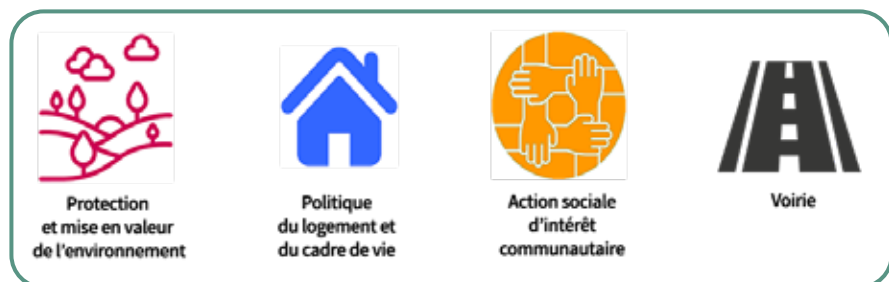 Protection
et mise en valeur
de l'environnement
Politique
du logement et
du cadre de vie
Action sociale
d'intérêt
communautaire
Voirie